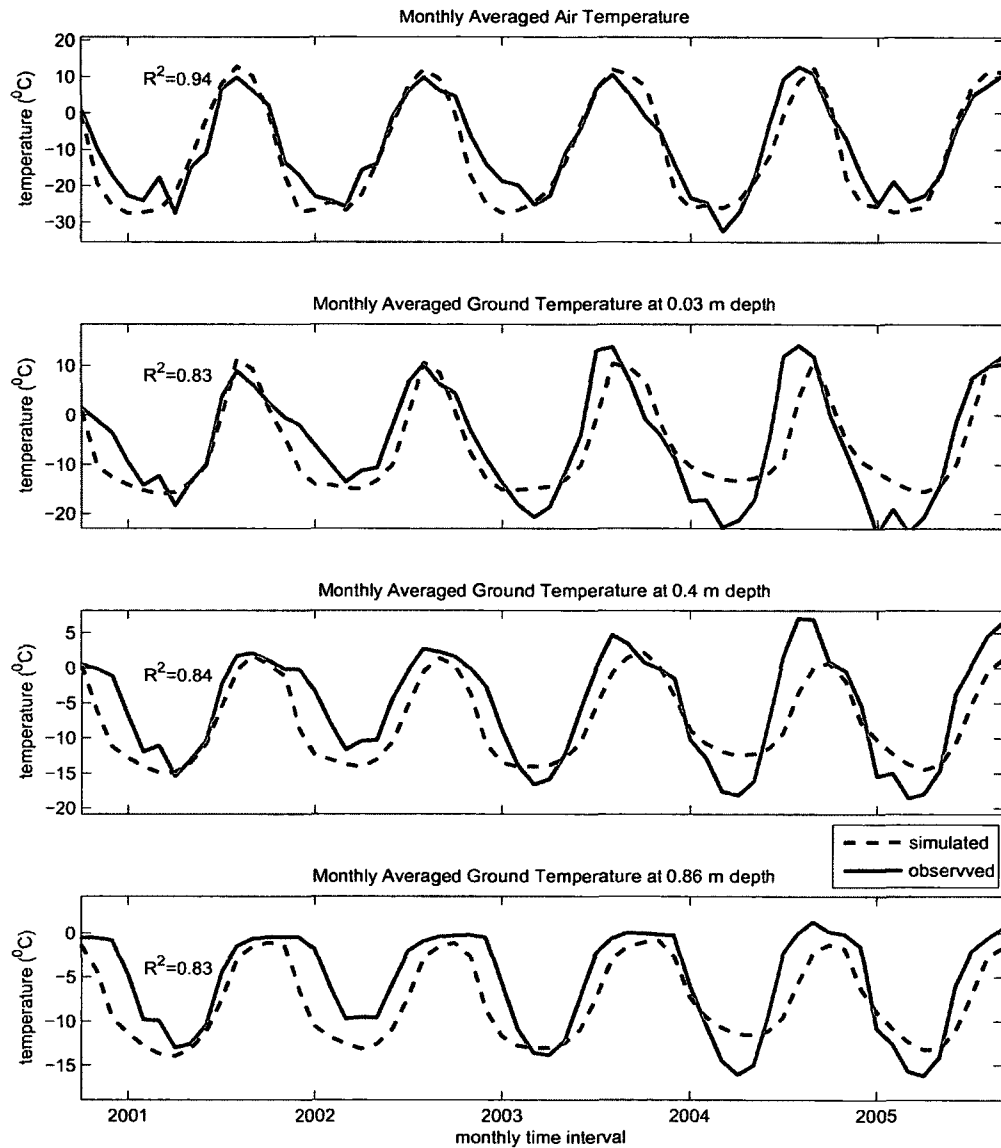 Monthly Averaged Air Temperature
20
10
0
−10
−20
−30
temperature (⁰C)
R²=0.94
Monthly Averaged Ground Temperature at 0.03 m depth
10
0
−10
−20
temperature (⁰C)
R²=0.83
Monthly Averaged Ground Temperature at 0.4 m depth
5
0
−5
−10
−15
−20
temperature (⁰C)
R²=0.84
simulated
observved
Monthly Averaged Ground Temperature at 0.86 m depth
0
−5
−10
−15
temperature (⁰C)
R²=0.83
2001 2002 2003 2004 2005
monthly time interval